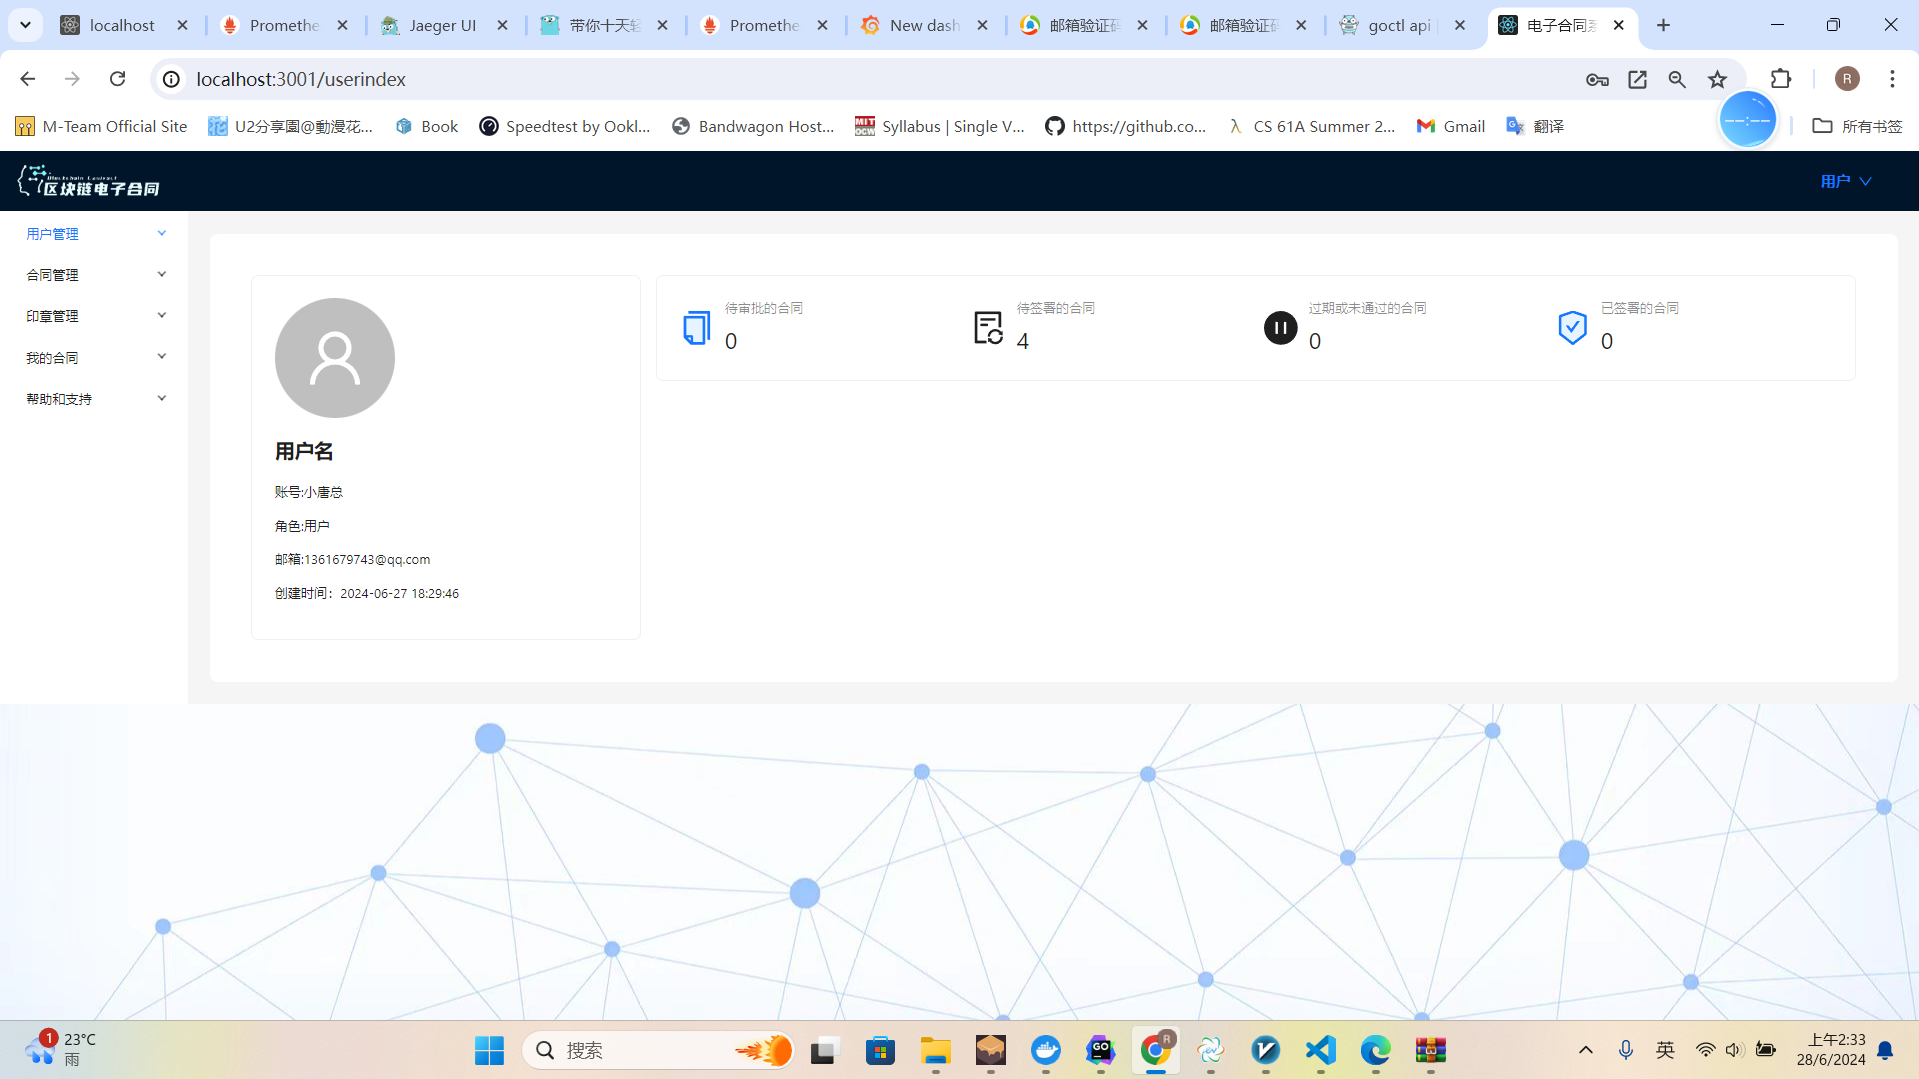 localhost
Promethe
Jaeger UI
带你十天轻
Promethe
New dash
邮箱验证码
邮箱验证码
goctl api
电子合同系
localhost:3001/userindex
R
M-Team Official Site
U2分享園@動漫花...
Book
Speedtest by Ookl...
Bandwagon Host...
Syllabus | Single V...
https://github.co...
CS 61A Summer 2...
Gmail
翻译
--:--
所有书签
Blockchain Contract
区块链电子合同
用户
用户管理
合同管理
印章管理
我的合同
帮助和支持
待审批的合同
0
待签署的合同
4
过期或未通过的合同
0
已签署的合同
0
用户名
账号:小唐总
角色:用户
邮箱:1361679743@qq.com
创建时间：2024-06-27 18:29:46
1
23°C
雨
搜索
GO
R
英
上午2:33
28/6/2024